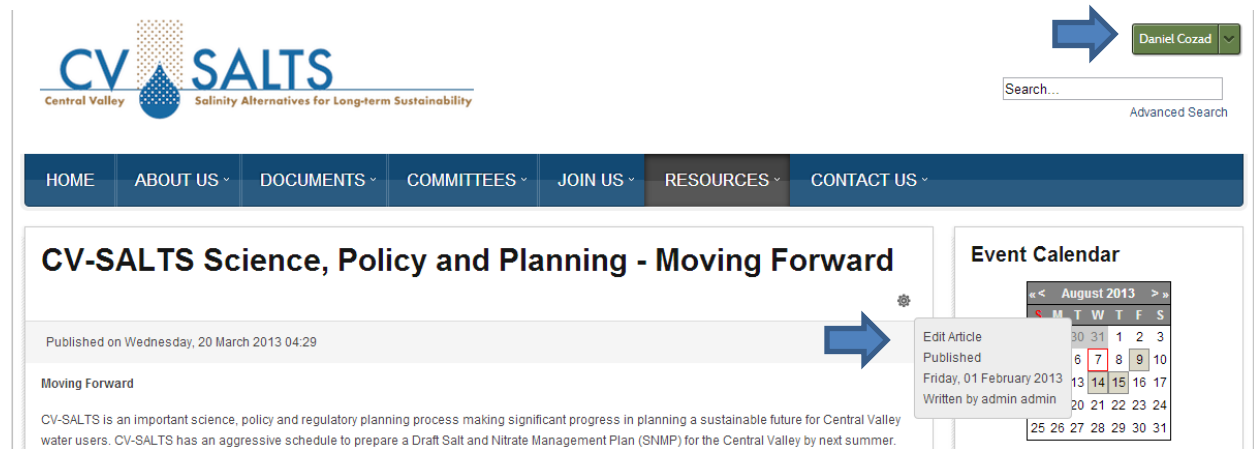 CV SALTS
Central Valley Salinity Alternatives for Long-term Sustainability
Daniel Cozad
Search...
Advanced Search
HOME ABOUT US DOCUMENTS COMMITTEES JOIN US RESOURCES CONTACT US
CV-SALTS Science, Policy and Planning - Moving Forward
Published on Wednesday, 20 March 2013 04:29
Moving Forward
CV-SALTS is an important science, policy and regulatory planning process making significant progress in planning a sustainable future for Central Valley
water users. CV-SALTS has an aggressive schedule to prepare a Draft Salt and Nitrate Management Plan (SNMP) for the Central Valley by next summer.
Edit Article
Published
Friday, 01 February 2013
Written by admin admin
Event Calendar
«< August 2013 >»
S M T W T F S
30 31 1 2 3
6 7 8 9 10
13 14 15 16 17
20 21 22 23 24
25 26 27 28 29 30 31